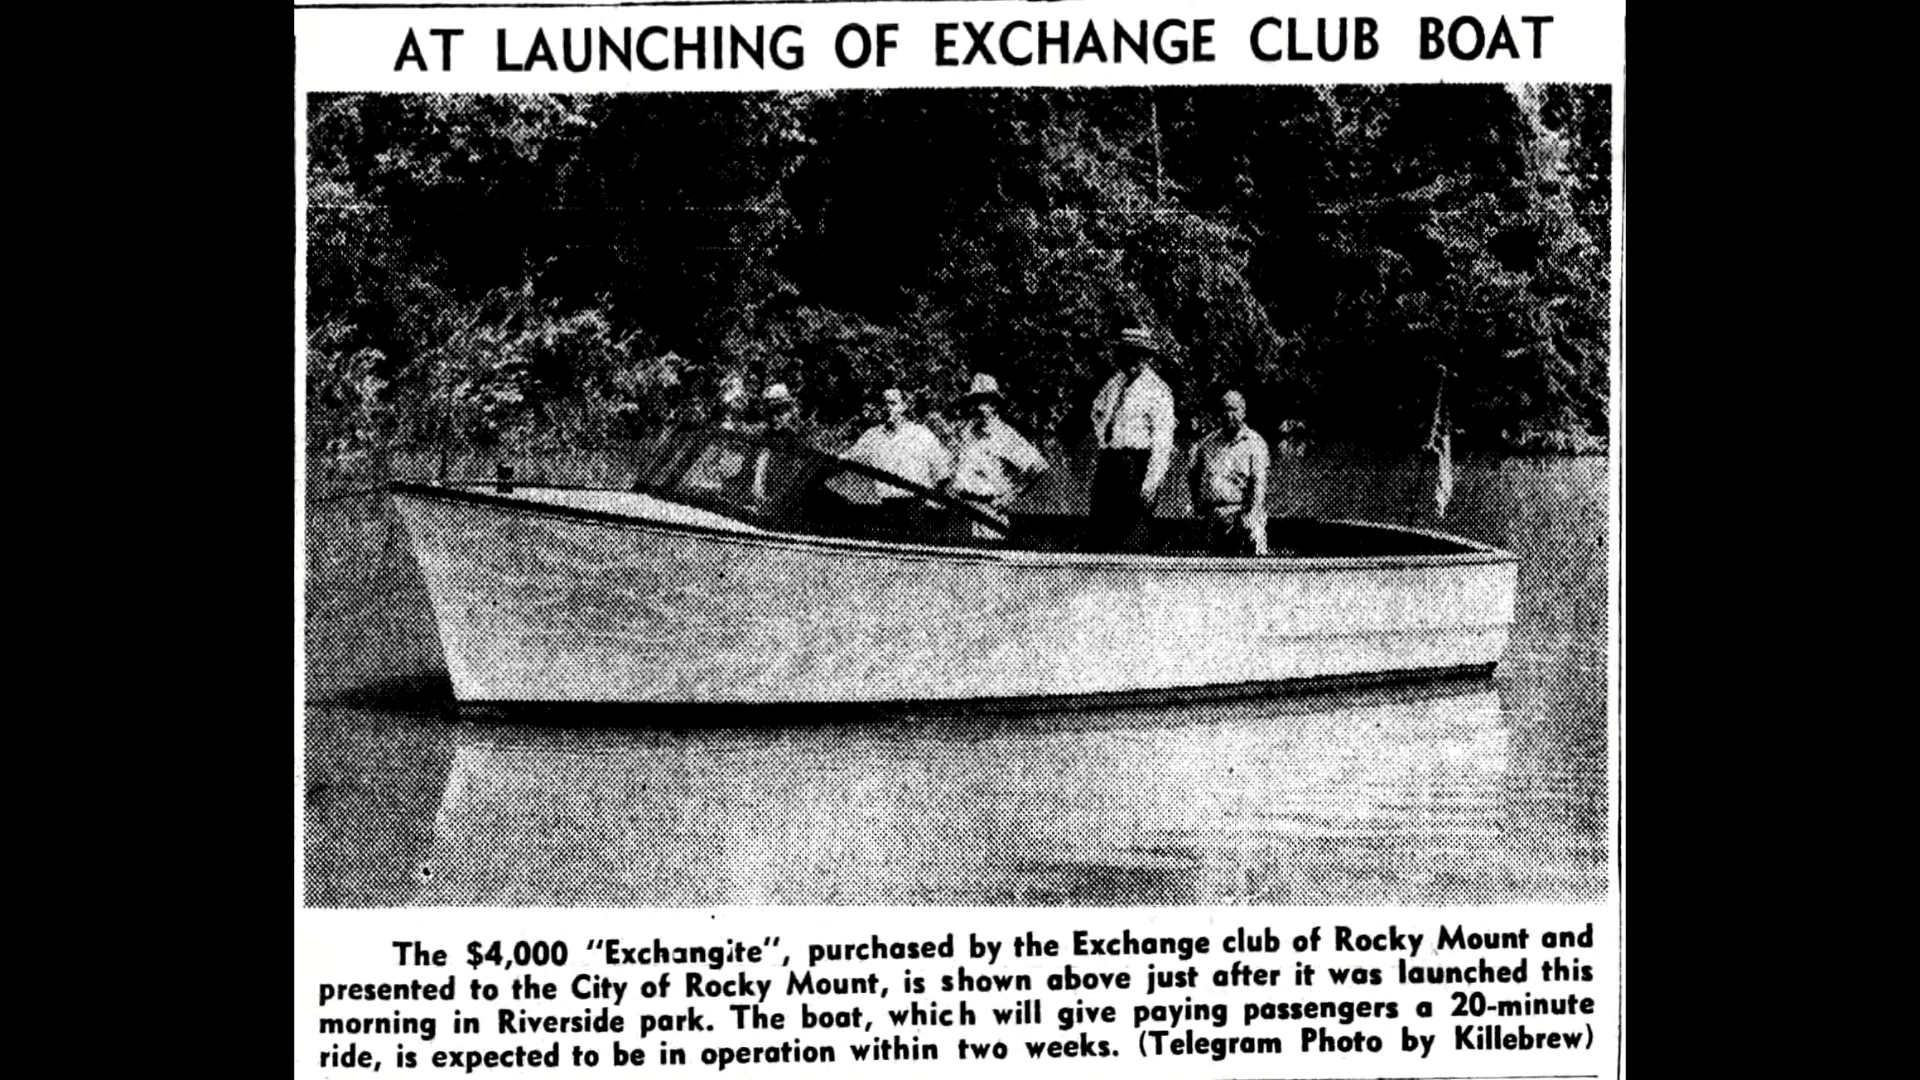 AT LAUNCHING OF EXCHANGE CLUB BOAT
The $4,000 "Exchangite", purchased by the Exchange club of Rocky Mount and
presented to the City of Rocky Mount, is shown above just after it was launched this
morning in Riverside park. The boat, which will give paying passengers a 20-minute
ride, is expected to be in operation within two weeks. (Telegram Photo by Killebrew)